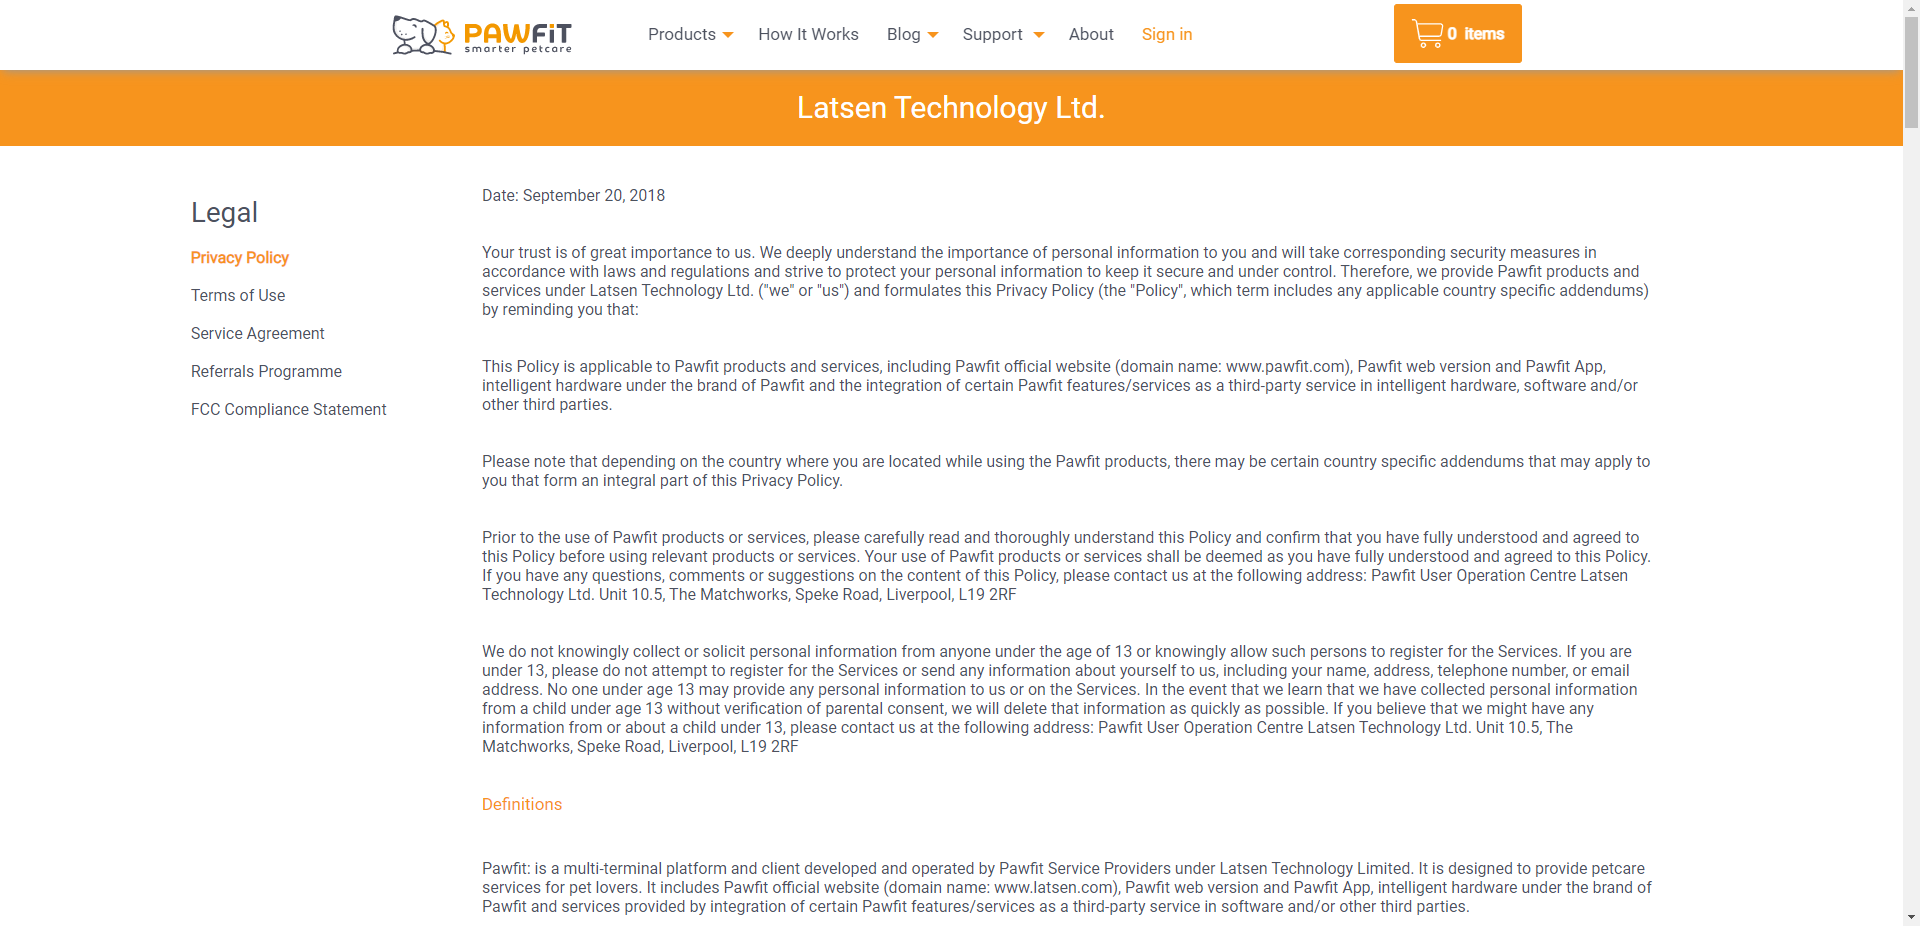 PAWFiT
smarter petcare
Products How It Works Blog Support About Sign in
0 items
Latsen Technology Ltd.
Legal
Privacy Policy
Terms of Use
Service Agreement
Referrals Programme
FCC Compliance Statement
Date: September 20, 2018
Your trust is of great importance to us. We deeply understand the importance of personal information to you and will take corresponding security measures in
accordance with laws and regulations and strive to protect your personal information to keep it secure and under control. Therefore, we provide Pawfit products and
services under Latsen Technology Ltd. ("we" or "us") and formulates this Privacy Policy (the "Policy", which term includes any applicable country specific addendums)
by reminding you that:
This Policy is applicable to Pawfit products and services, including Pawfit official website (domain name: www.pawfit.com), Pawfit web version and Pawfit App,
intelligent hardware under the brand of Pawfit and the integration of certain Pawfit features/services as a third-party service in intelligent hardware, software and/or
other third parties.
Please note that depending on the country where you are located while using the Pawfit products, there may be certain country specific addendums that may apply to
you that form an integral part of this Privacy Policy.
Prior to the use of Pawfit products or services, please carefully read and thoroughly understand this Policy and confirm that you have fully understood and agreed to
this Policy before using relevant products or services. Your use of Pawfit products or services shall be deemed as you have fully understood and agreed to this Policy.
If you have any questions, comments or suggestions on the content of this Policy, please contact us at the following address: Pawfit User Operation Centre Latsen
Technology Ltd. Unit 10.5, The Matchworks, Speke Road, Liverpool, L19 2RF
We do not knowingly collect or solicit personal information from anyone under the age of 13 or knowingly allow such persons to register for the Services. If you are
under 13, please do not attempt to register for the Services or send any information about yourself to us, including your name, address, telephone number, or email
address. No one under age 13 may provide any personal information to us or on the Services. In the event that we learn that we have collected personal information
from a child under age 13 without verification of parental consent, we will delete that information as quickly as possible. If you believe that we might have any
information from or about a child under 13, please contact us at the following address: Pawfit User Operation Centre Latsen Technology Ltd. Unit 10.5, The
Matchworks, Speke Road, Liverpool, L19 2RF
Definitions
Pawfit: is a multi-terminal platform and client developed and operated by Pawfit Service Providers under Latsen Technology Limited. It is designed to provide petcare
services for pet lovers. It includes Pawfit official website (domain name: www.latsen.com), Pawfit web version and Pawfit App, intelligent hardware under the brand of
Pawfit and services provided by integration of certain Pawfit features/services as a third-party service in software and/or other third parties.